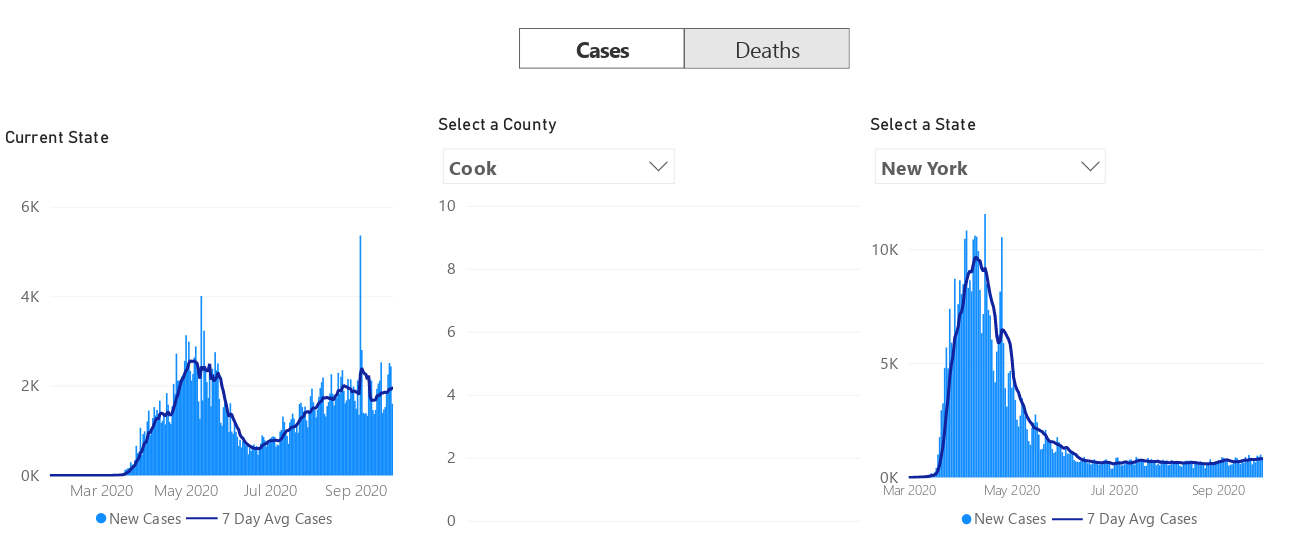 Cases
Deaths
Current State
6K
4K
2K
0K
Mar 2020 May 2020 Jul 2020 Sep 2020
New Cases 7 Day Avg Cases
Select a County
Cook
10
8
6
4
2
0
Select a State
New York
10K
5K
0K
Mar 2020 May 2020 Jul 2020 Sep 2020
New Cases 7 Day Avg Cases